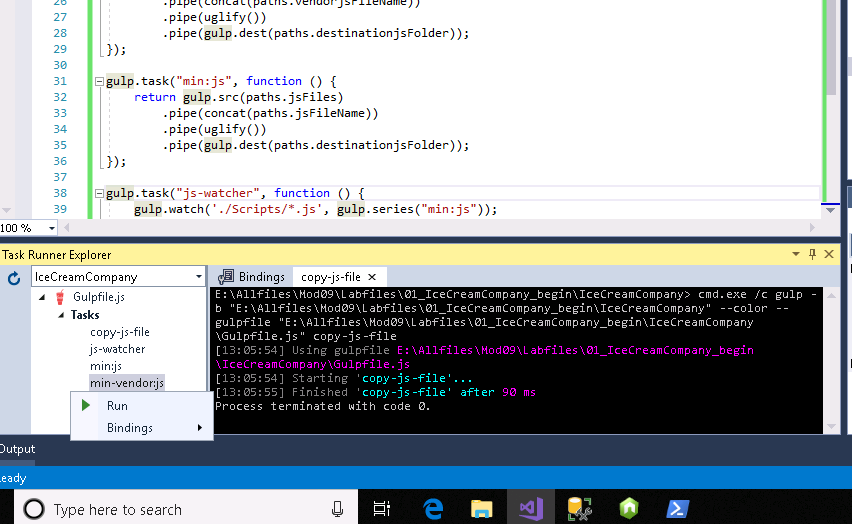 26 .pipe(concat(paths.vendorjsFileName))
27 .pipe(uglify())
28 .pipe(gulp.dest(paths.destinationjsFolder));
29 });
30
31 gulp.task("min:js", function () {
32 return gulp.src(paths.jsFiles)
33 .pipe(concat(paths.jsFileName))
34 .pipe(uglify())
35 .pipe(gulp.dest(paths.destinationjsFolder));
36 });
37
38 gulp.task("js-watcher", function () {
39 gulp.watch('./Scripts/*.js', gulp.series("min:js"));
100 %
Task Runner Explorer
IceCreamCompany
Gulpfile.js
Tasks
copy-js-file
js-watcher
min:js
min-vendor:js
Run
Bindings
Bindings copy-js-file
E:\Allfiles\Mod09\Labfiles\01_IceCreamCompany_begin\IceCreamCompany> cmd.exe /c gulp -
b "E:\Allfiles\Mod09\Labfiles\01_IceCreamCompany_begin\IceCreamCompany" --color --
gulpfile "E:\Allfiles\Mod09\Labfiles\01_IceCreamCompany_begin\IceCreamCompany
\Gulpfile.js" copy-js-file
[13:05:54] Using gulpfile E:\Allfiles\Mod09\Labfiles\01_IceCreamCompany_begin
\IceCreamCompany\Gulpfile.js
[13:05:54] Starting 'copy-js-file'...
[13:05:55] Finished 'copy-js-file' after 90 ms
Process terminated with code 0.
Output
eady
Type here to search